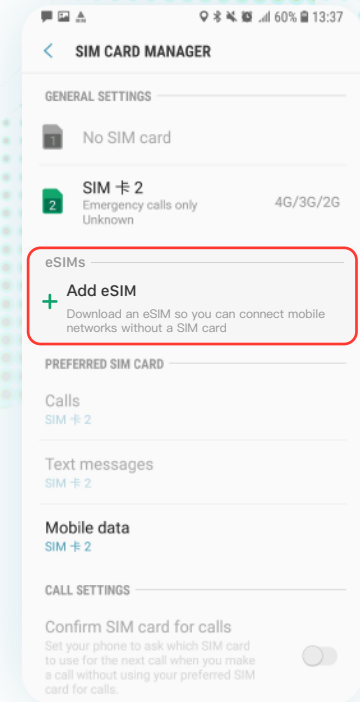 60% 13:37
SIM CARD MANAGER
GENERAL SETTINGS
1 No SIM card
SIM 卡 2
2 Emergency calls only 4G/3G/2G
Unknown
eSIMs
Add eSIM
Download an eSIM so you can connect mobile
networks without a SIM card
PREFERRED SIM CARD
Calls
SIM 卡 2
Text messages
SIM 卡 2
Mobile data
SIM 卡 2
CALL SETTINGS
Confirm SIM card for calls
Set your phone to ask which SIM card
to use for the next call when you make
a call without using your preferred SIM
card for calls.